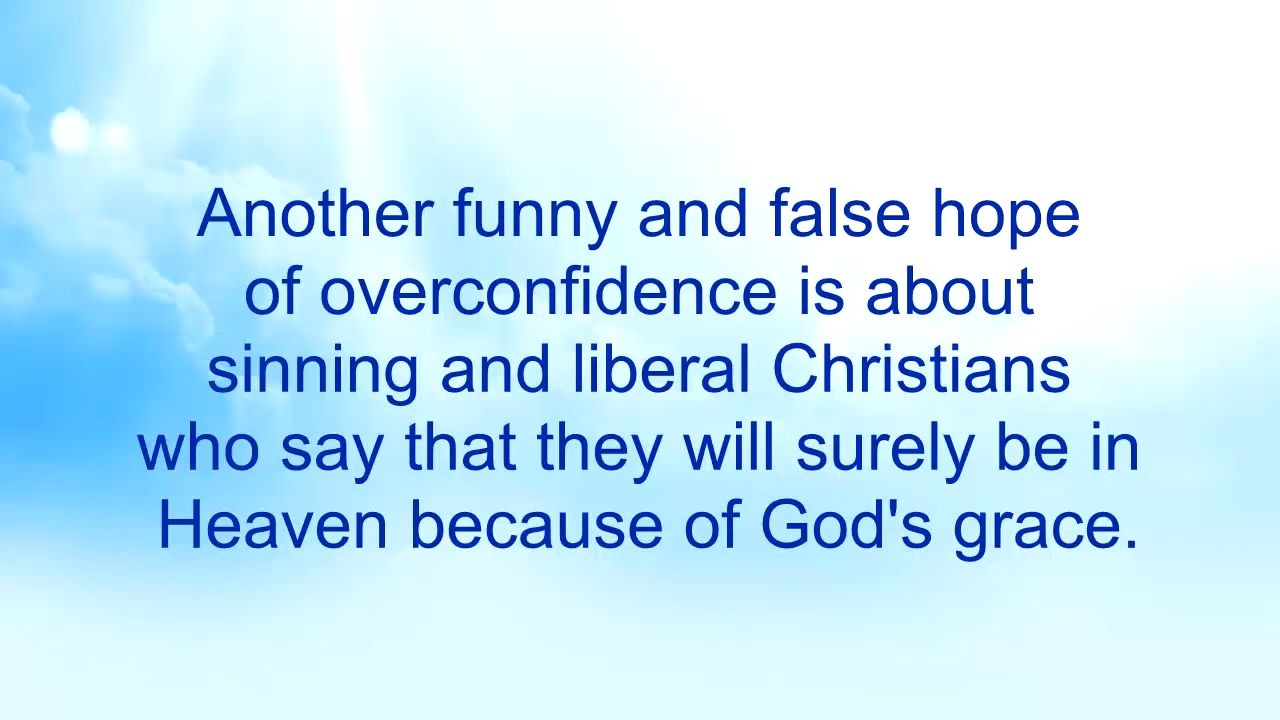 Another funny and false hope
of overconfidence is about
sinning and liberal Christians
who say that they will surely be in
Heaven because of God's grace.